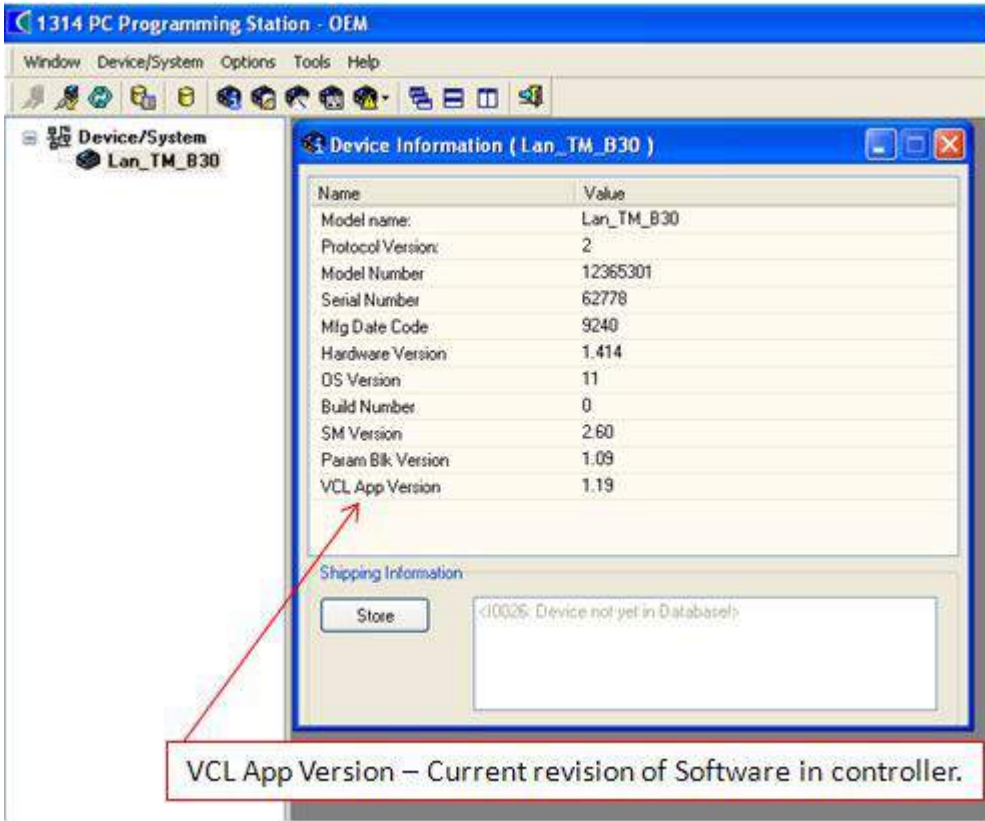 1314 PC Programming Station - OEM
Window Device/System Options Tools Help
Device/System
Lan_TM_B30
Device Information ( Lan_TM_B30 )
Name Value
Model name: Lan_TM_B30
Protocol Version: 2
Model Number 12365301
Serial Number 62778
Mfg Date Code 9240
Hardware Version 1.414
OS Version 11
Build Number 0
SM Version 2.60
Param Blk Version 1.09
VCL App Version 1.19
Shipping Information
Store
<I0026: Device not yet in Database!>
VCL App Version – Current revision of Software in controller.